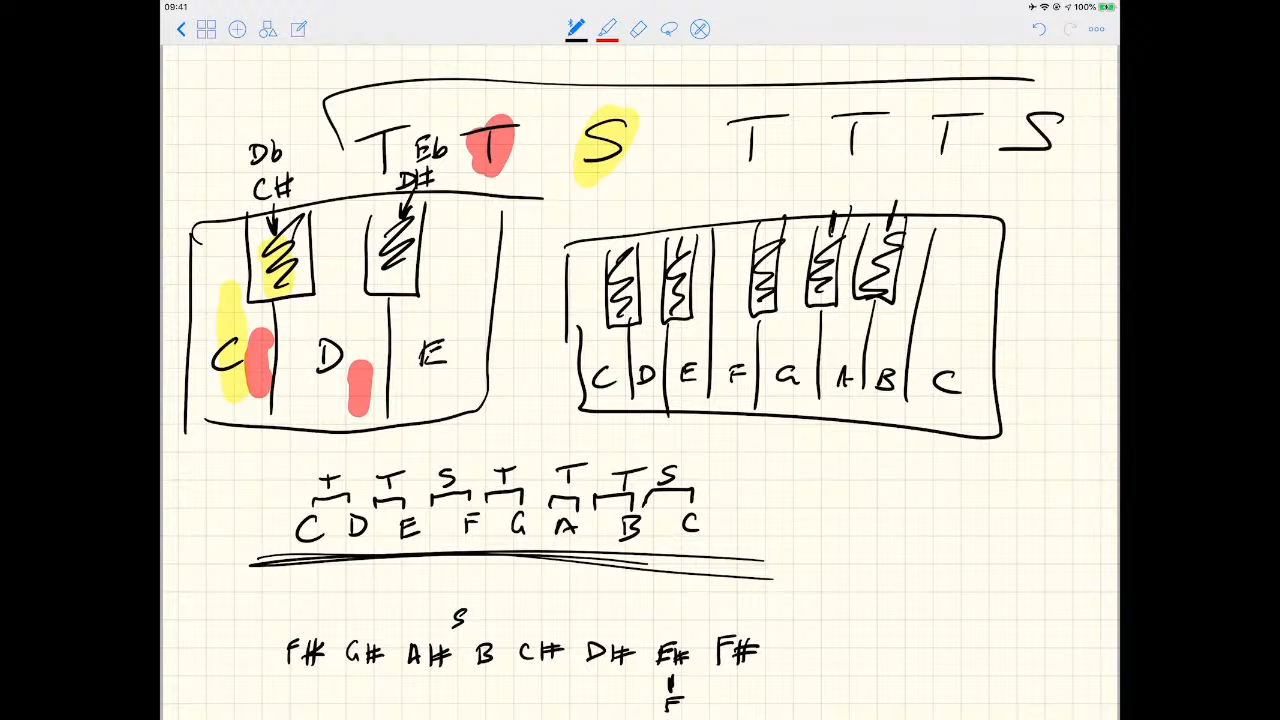 09:41
100%
T T S T T T S
Db
C#
Eb
D#
C D E
C D E F G A B C
T T S T T T S
C D E F G A B C
S
F# G# A# B C# D# E# F#
F